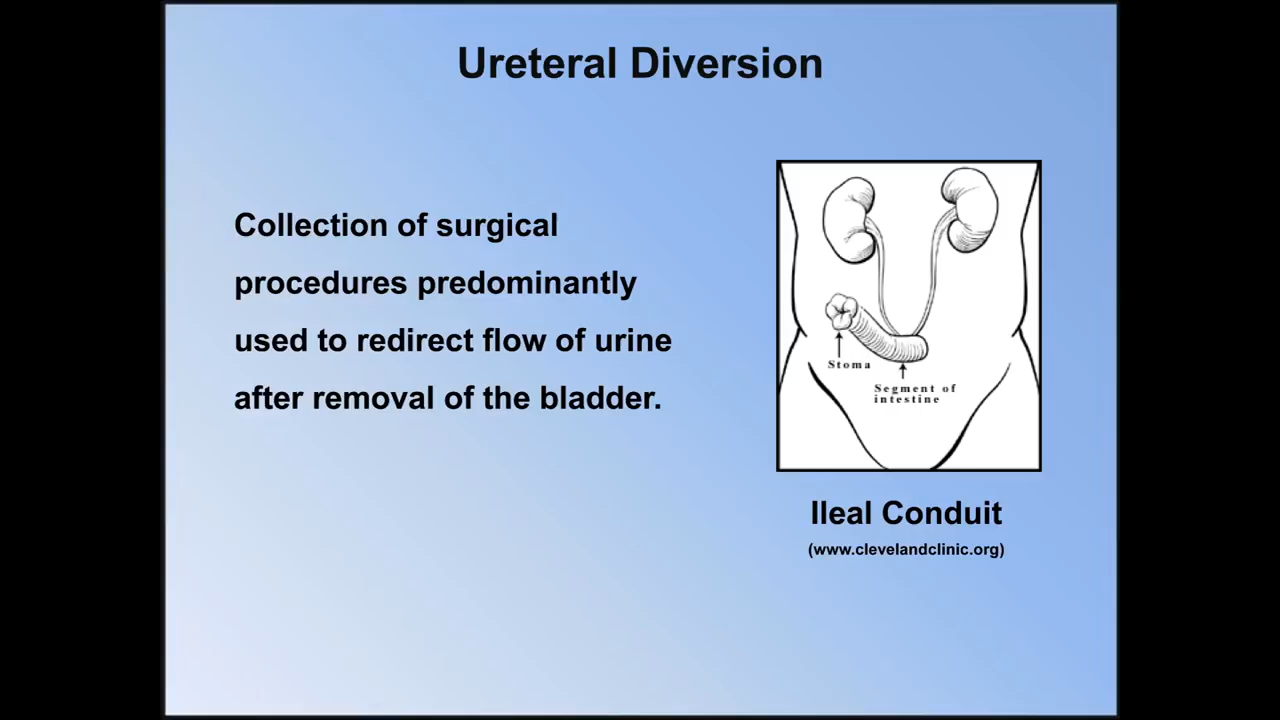 Ureteral Diversion
Collection of surgical
procedures predominantly
used to redirect flow of urine
after removal of the bladder.
Stoma
Segment of
intestine
Ileal Conduit
(www.clevelandclinic.org)